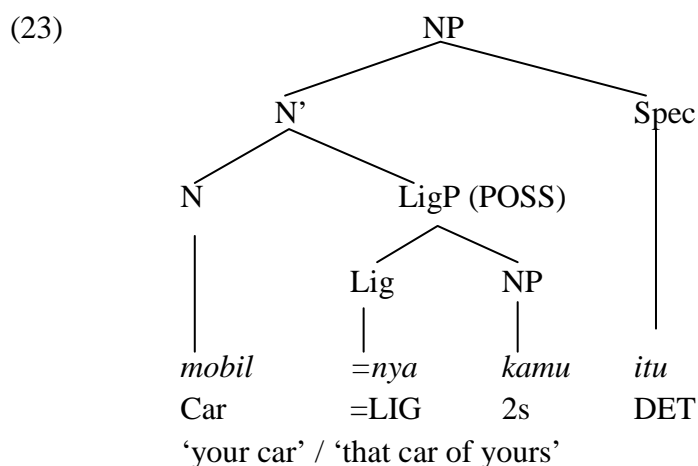 (23) NP
N’ Spec
N LigP (POSS)
Lig NP
mobil =nya kamu itu
Car =LIG 2s DET
‘your car’ / ‘that car of yours’